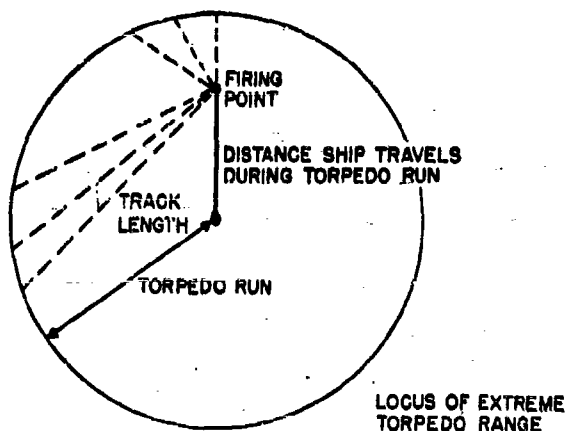 FIRING
POINT
DISTANCE SHIP TRAVELS
DURING TORPEDO RUN
TRACK
LENGTH
TORPEDO RUN
LOCUS OF EXTREME
TORPEDO RANGE